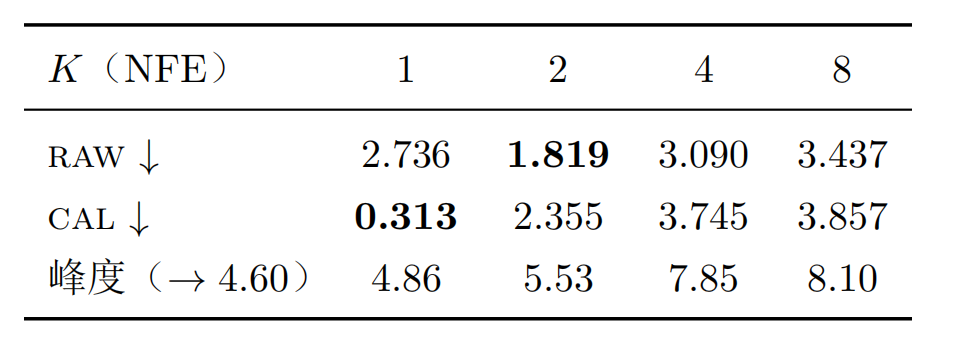 K（NFE） 1 2 4 8
RAW ↓ 2.736 1.819 3.090 3.437
CAL ↓ 0.313 2.355 3.745 3.857
峰度（→ 4.60） 4.86 5.53 7.85 8.10